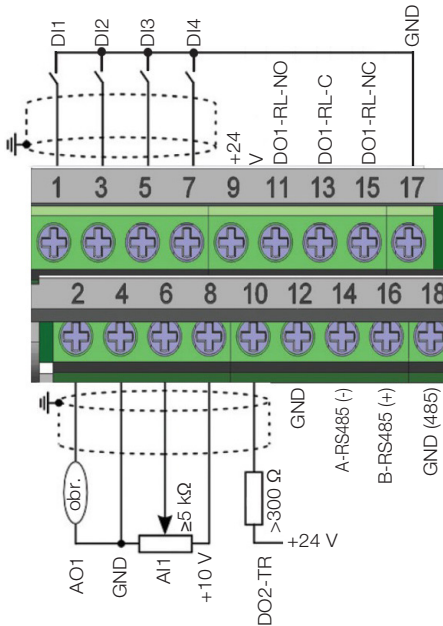 DI1
DI2
DI3
DI4
+24
V
DO1-RL-NO
DO1-RL-C
DO1-RL-NC
GND
1 3 5 7 9 11 13 15 17
2 4 6 8 10 12 14 16 18
obr.
≥5 kΩ
>300 Ω
+24 V
AO1
GND
AI1
+10 V
DO2-TR
GND
A-RS485 (-)
B-RS485 (+)
GND (485)